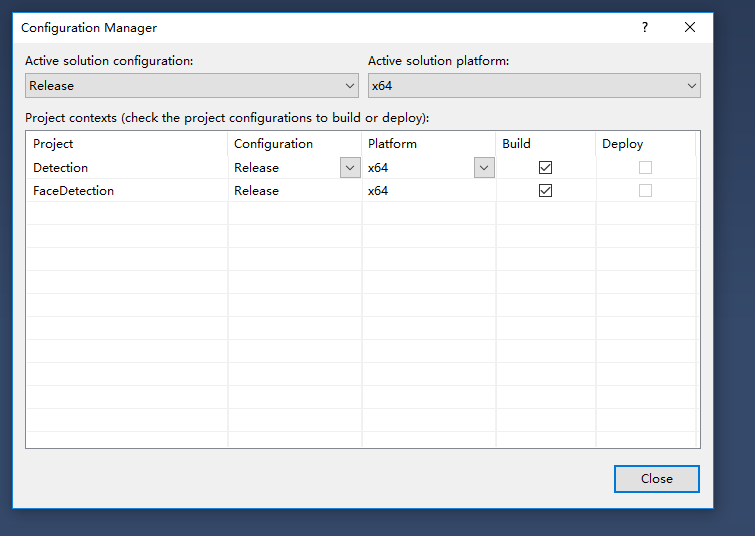 Configuration Manager
?
Active solution configuration: Active solution platform:
Release x64
Project contexts (check the project configurations to build or deploy):
Project Configuration Platform Build Deploy
Detection Release x64
FaceDetection Release x64
Close